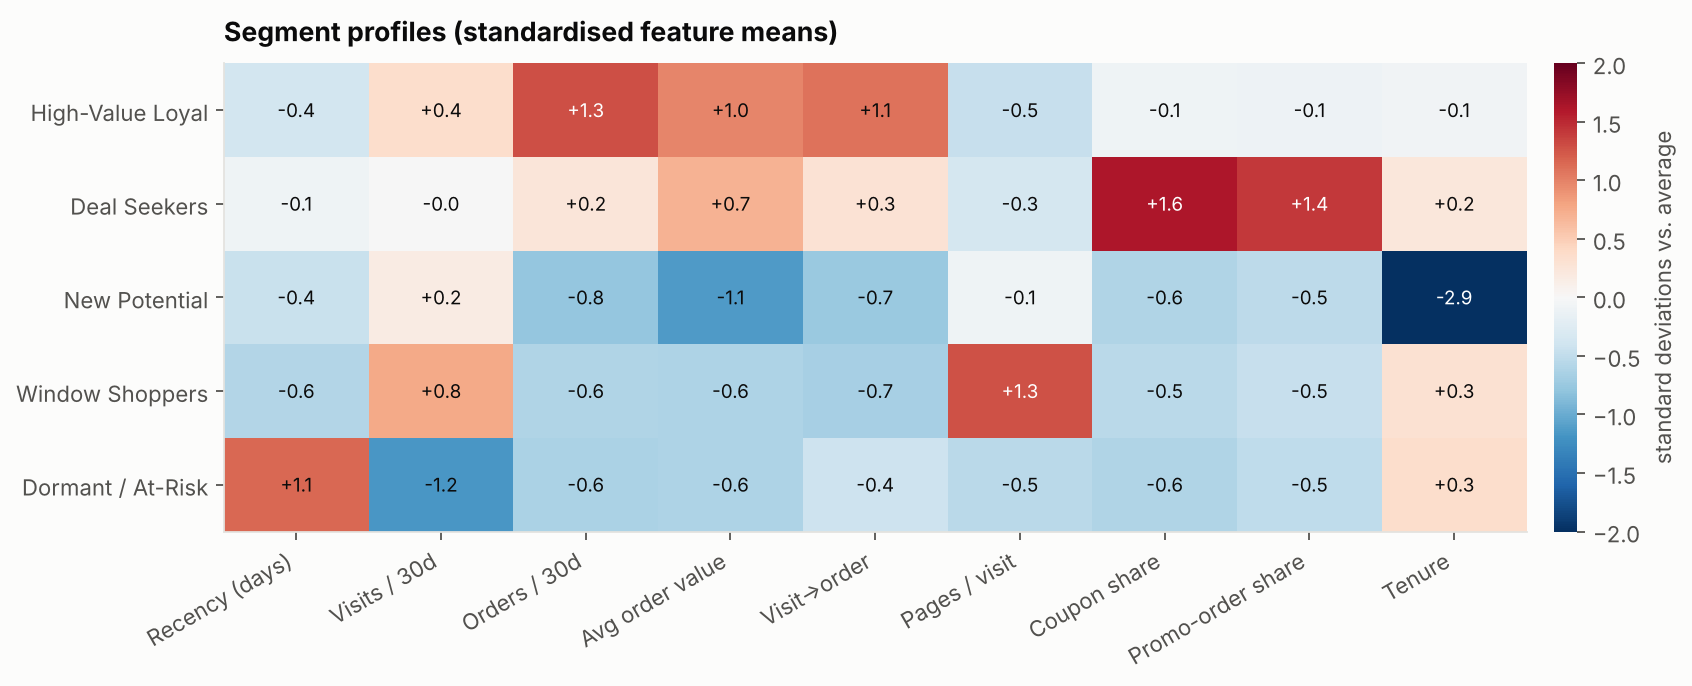 Segment profiles (standardised feature means)
High-Value Loyal -0.4 +0.4 +1.3 +1.0 +1.1 -0.5 -0.1 -0.1 -0.1
Deal Seekers -0.1 -0.0 +0.2 +0.7 +0.3 -0.3 +1.6 +1.4 +0.2
New Potential -0.4 +0.2 -0.8 -1.1 -0.7 -0.1 -0.6 -0.5 -2.9
Window Shoppers -0.6 +0.8 -0.6 -0.6 -0.7 +1.3 -0.5 -0.5 +0.3
Dormant / At-Risk +1.1 -1.2 -0.6 -0.6 -0.4 -0.5 -0.6 -0.5 +0.3
Recency (days)
Visits / 30d
Orders / 30d
Avg order value
Visit→order
Pages / visit
Coupon share
Promo-order share
Tenure
2.0
1.5
1.0
0.5
0.0
−0.5
−1.0
−1.5
−2.0
standard deviations vs. average